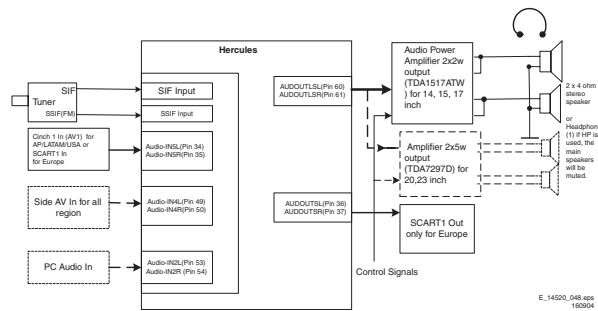 Hercules
SIF
Tuner
SSIF(FM)
SIF Input
SSIF Input
Cinch 1 In (AV1) for
AP/LATAM/USA or
SCART1 In
for Europe
Audio-IN5L(Pin 34)
Audio-IN5R(Pin 35)
Side AV In for all
region
Audio-IN4L(Pin 49)
Audio-IN4R(Pin 50)
PC Audio In
Audio-IN2L(Pin 53)
Audio-IN2R (Pin 54)
AUDOUTLSL(Pin 60)
AUDOUTLSR(Pin 61)
AUDOUTSL(Pin 36)
AUDOUTSR(Pin 37)
Control Signals
Audio Power
Amplifier 2x2w
output
(TDA1517ATW
) for 14, 15, 17
inch
Amplifier 2x5w
output
(TDA7297D) for
20,23 inch
SCART1 Out
only for Europe
2 x 4 ohm
stereo
speaker
or
Headphon
(1) if HP is
used, the
main
speakers
will be
muted.
E_14520_048.eps
160904